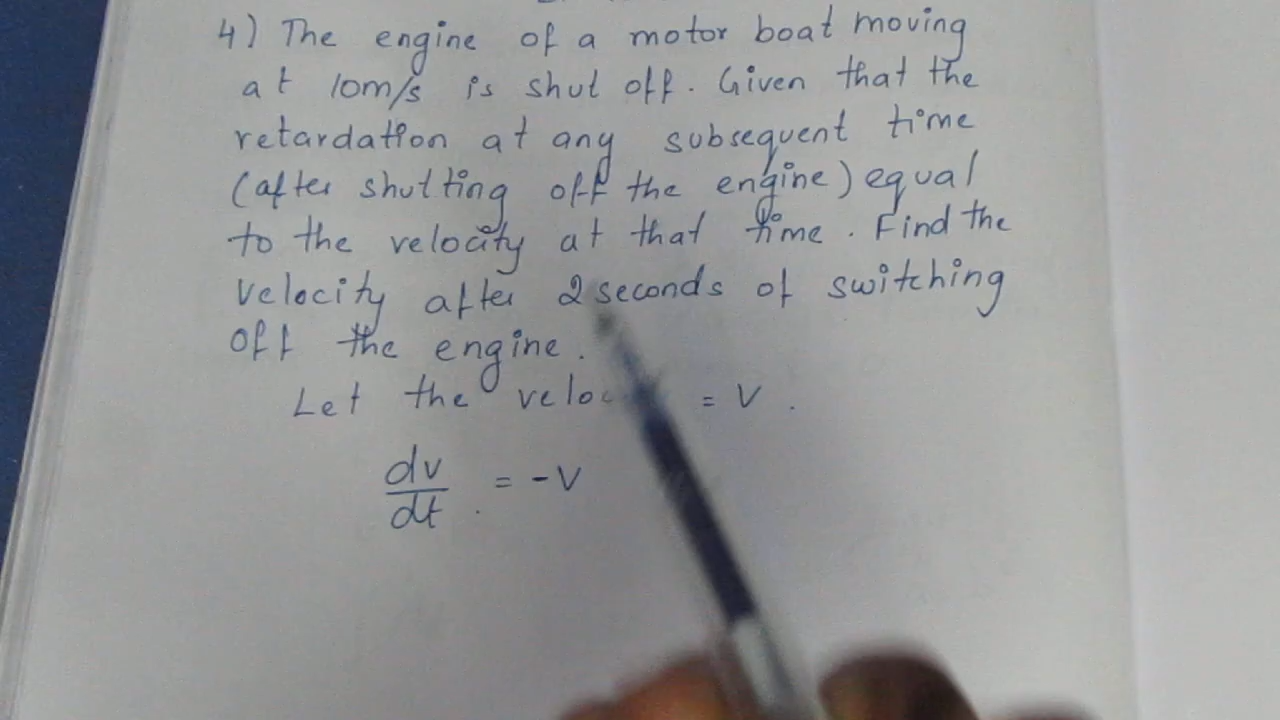 4) The engine of a motor boat moving
at 10m/s is shut off. Given that the
retardation at any subsequent time
(after shutting off the engine) equal
to the velocity at that time. Find the
velocity after 2 seconds of switching
off the engine.
Let the = V.
dv/dt = -V